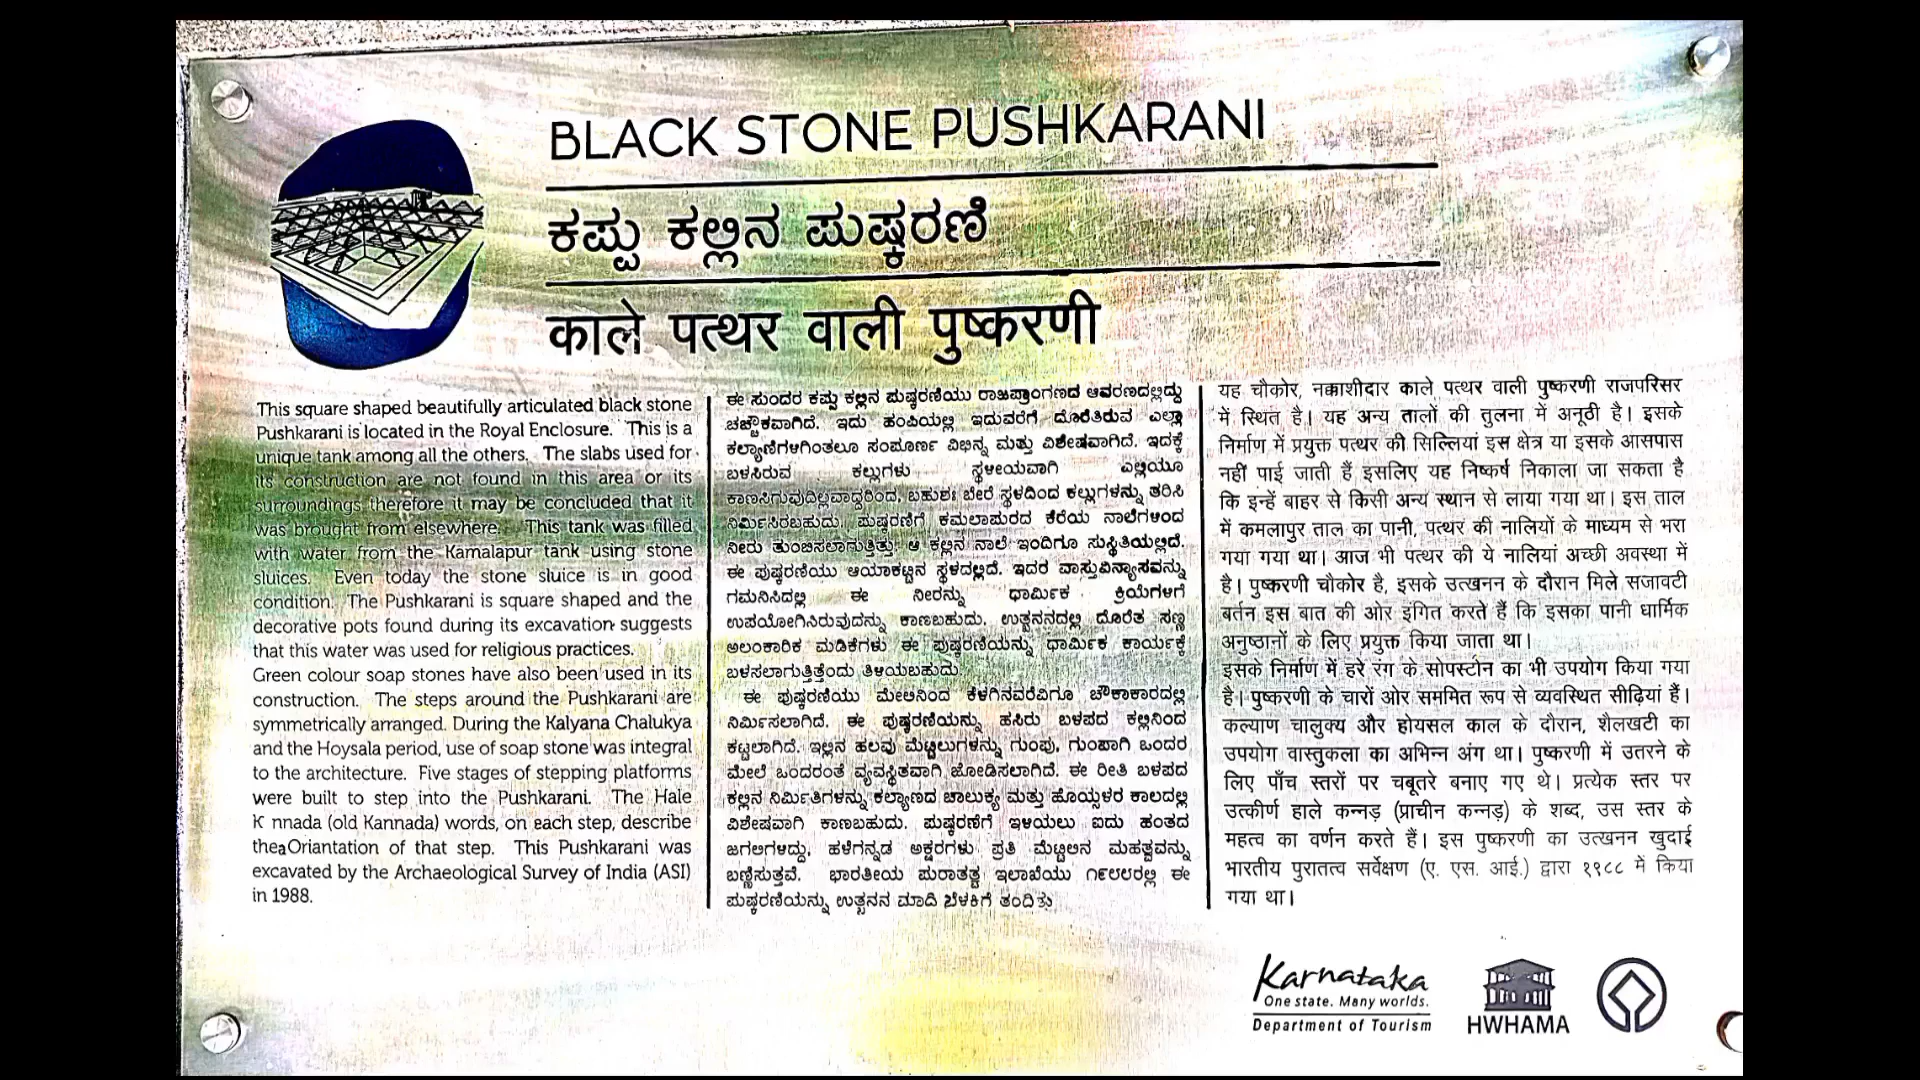 BLACK STONE PUSHKARANI
ಕಪ್ಪು ಕಲ್ಲಿನ ಪುಷ್ಕರಣಿ
काले पत्थर वाली पुष्करणी
This square shaped beautifully articulated black stone
Pushkarani is located in the Royal Enclosure. This is a
unique tank among all the others. The slabs used for
its construction are not found in this area or its
surroundings therefore it may be concluded that it
was brought from elsewhere. This tank was filled
with water from the Kamalapur tank using stone
sluices. Even today the stone sluice is in good
condition. The Pushkarani is square shaped and the
decorative pots found during its excavation suggests
that this water was used for religious practices.
Green colour soap stones have also been used in its
construction. The steps around the Pushkarani are
symmetrically arranged. During the Kalyana Chalukya
and the Hoysala period, use of soap stone was integral
to the architecture. Five stages of stepping platforms
were built to step into the Pushkarani. The Hale
K nnada (old Kannada) words, on each step, describe
theaOriantation of that step. This Pushkarani was
excavated by the Archaeological Survey of India (ASI)
in 1988.
ಈ ಸುಂದರ ಕಪ್ಪು ಕಲ್ಲಿನ ಪುಷ್ಕರಣಿಯು ರಾಜಪ್ರಾಂಗಣದ ಆವರಣದಲ್ಲಿದ್ದು
ಚಚ್ಚೌಕವಾಗಿದೆ. ಇದು ಹಂಪಿಯಲ್ಲಿ ಇದುವರೆಗೆ ದೊರೆತಿರುವ ಎಲ್ಲಾ
ಕಲ್ಯಾಣಿಗಳಿಗಿಂತಲೂ ಸಂಪೂರ್ಣ ವಿಭಿನ್ನ ಮತ್ತು ವಿಶೇಷವಾಗಿದೆ. ಇದಕ್ಕೆ
ಬಳಸಿರುವ ಕಲ್ಲುಗಳು ಸ್ಥಳೀಯವಾಗಿ ಎಲ್ಲಿಯೂ
ಕಾಣಸಿಗುವುದಿಲ್ಲವಾದ್ದರಿಂದ, ಬಹುಶಃ ಬೇರೆ ಸ್ಥಳದಿಂದ ಕಲ್ಲುಗಳನ್ನು ತರಿಸಿ
ನಿರ್ಮಿಸಿರಬಹುದು. ಪುಷ್ಕರಣಿಗೆ ಕಮಲಾಪುರದ ಕೆರೆಯ ನಾಲೆಗಳಿಂದ
ನೀರು ತುಂಬಿಸಲಾಗುತ್ತಿತ್ತು. ಆ ಕಲ್ಲಿನ ನಾಲೆ ಇಂದಿಗೂ ಸುಸ್ಥಿತಿಯಲ್ಲಿದೆ.
ಈ ಪುಷ್ಕರಣಿಯು ಆಯಾಕಟ್ಟಿನ ಸ್ಥಳದಲ್ಲಿದೆ. ಇದರ ವಾಸ್ತುವಿನ್ಯಾಸವನ್ನು
ಗಮನಿಸಿದಲ್ಲಿ ಈ ನೀರನ್ನು ಧಾರ್ಮಿಕ ಕ್ರಿಯೆಗಳಿಗೆ
ಉಪಯೋಗಿಸಿರುವುದನ್ನು ಕಾಣಬಹುದು. ಉತ್ಖನನದಲ್ಲಿ ದೊರೆತ ಸಣ್ಣ
ಅಲಂಕಾರಿಕ ಮಡಿಕೆಗಳು ಈ ಪುಷ್ಕರಣಿಯನ್ನು ಧಾರ್ಮಿಕ ಕಾರ್ಯಕ್ಕೆ
ಬಳಸಲಾಗುತ್ತಿತ್ತೆಂದು ತಿಳಿಯಬಹುದು.
ಈ ಪುಷ್ಕರಣಿಯು ಮೇಲಿನಿಂದ ಕೆಳಗಿನವರೆವಿಗೂ ಚೌಕಾಕಾರದಲ್ಲಿ
ನಿರ್ಮಿಸಲಾಗಿದೆ. ಈ ಪುಷ್ಕರಣಿಯನ್ನು ಹಸಿರು ಬಳಪದ ಕಲ್ಲಿನಿಂದ
ಕಟ್ಟಲಾಗಿದೆ. ಇಲ್ಲಿನ ಹಲವು ಮೆಟ್ಟಿಲುಗಳನ್ನು ಗುಂಪು, ಗುಂಪಾಗಿ ಒಂದರ
ಮೇಲೆ ಒಂದರಂತೆ ವ್ಯವಸ್ಥಿತವಾಗಿ ಜೋಡಿಸಲಾಗಿದೆ. ಈ ರೀತಿ ಬಳಪದ
ಕಲ್ಲಿನ ನಿರ್ಮಿತಿಗಳನ್ನು ಕಲ್ಯಾಣದ ಚಾಲುಕ್ಯ ಮತ್ತು ಹೊಯ್ಸಳರ ಕಾಲದಲ್ಲಿ
ವಿಶೇಷವಾಗಿ ಕಾಣಬಹುದು. ಪುಷ್ಕರಣಿಗೆ ಇಳಿಯಲು ಐದು ಹಂತದ
ಜಗಲಿಗಳಿದ್ದು, ಹಳೆಗನ್ನಡ ಅಕ್ಷರಗಳು ಪ್ರತಿ ಮೆಟ್ಟಿಲಿನ ಮಹತ್ವವನ್ನು
ಬಣ್ಣಿಸುತ್ತವೆ. ಭಾರತೀಯ ಪುರಾತತ್ವ ಇಲಾಖೆಯು ೧೯೮೮ರಲ್ಲಿ ಈ
ಪುಷ್ಕರಣಿಯನ್ನು ಉತ್ಖನನ ಮಾಡಿ ಬೆಳಕಿಗೆ ತಂದಿತು
यह चौकोर, नक्काशीदार काले पत्थर वाली पुष्करणी राजपरिसर
में स्थित है। यह अन्य तालों की तुलना में अनूठी है। इसके
निर्माण में प्रयुक्त पत्थर की सिल्लियां इस क्षेत्र या इसके आसपास
नहीं पाई जाती हैं इसलिए यह निष्कर्ष निकाला जा सकता है
कि इन्हें बाहर से किसी अन्य स्थान से लाया गया था। इस ताल
में कमलापुर ताल का पानी, पत्थर की नालियों के माध्यम से भरा
गया गया था। आज भी पत्थर की ये नालियां अच्छी अवस्था में
है। पुष्करणी चौकोर है, इसके उत्खनन के दौरान मिले सजावटी
बर्तन इस बात की ओर इंगित करते हैं कि इसका पानी धार्मिक
अनुष्ठानों के लिए प्रयुक्त किया जाता था।
इसके निर्माण में हरे रंग के सोपस्टोन का भी उपयोग किया गया
है। पुष्करणी के चारों ओर सममित रूप से व्यवस्थित सीढ़ियां हैं।
कल्याण चालुक्य और होयसल काल के दौरान, शैलखटी का
उपयोग वास्तुकला का अभिन्न अंग था। पुष्करणी में उतरने के
लिए पाँच स्तरों पर चबूतरे बनाए गए थे। प्रत्येक स्तर पर
उत्कीर्ण हाले कन्नड़ (प्राचीन कन्नड़) के शब्द, उस स्तर के
महत्व का वर्णन करते हैं। इस पुष्करणी का उत्खनन खुदाई
भारतीय पुरातत्व सर्वेक्षण (ए. एस. आई.) द्वारा १९८८ में किया
गया था।
Karnataka
One state. Many worlds.
Department of Tourism
HWHAMA